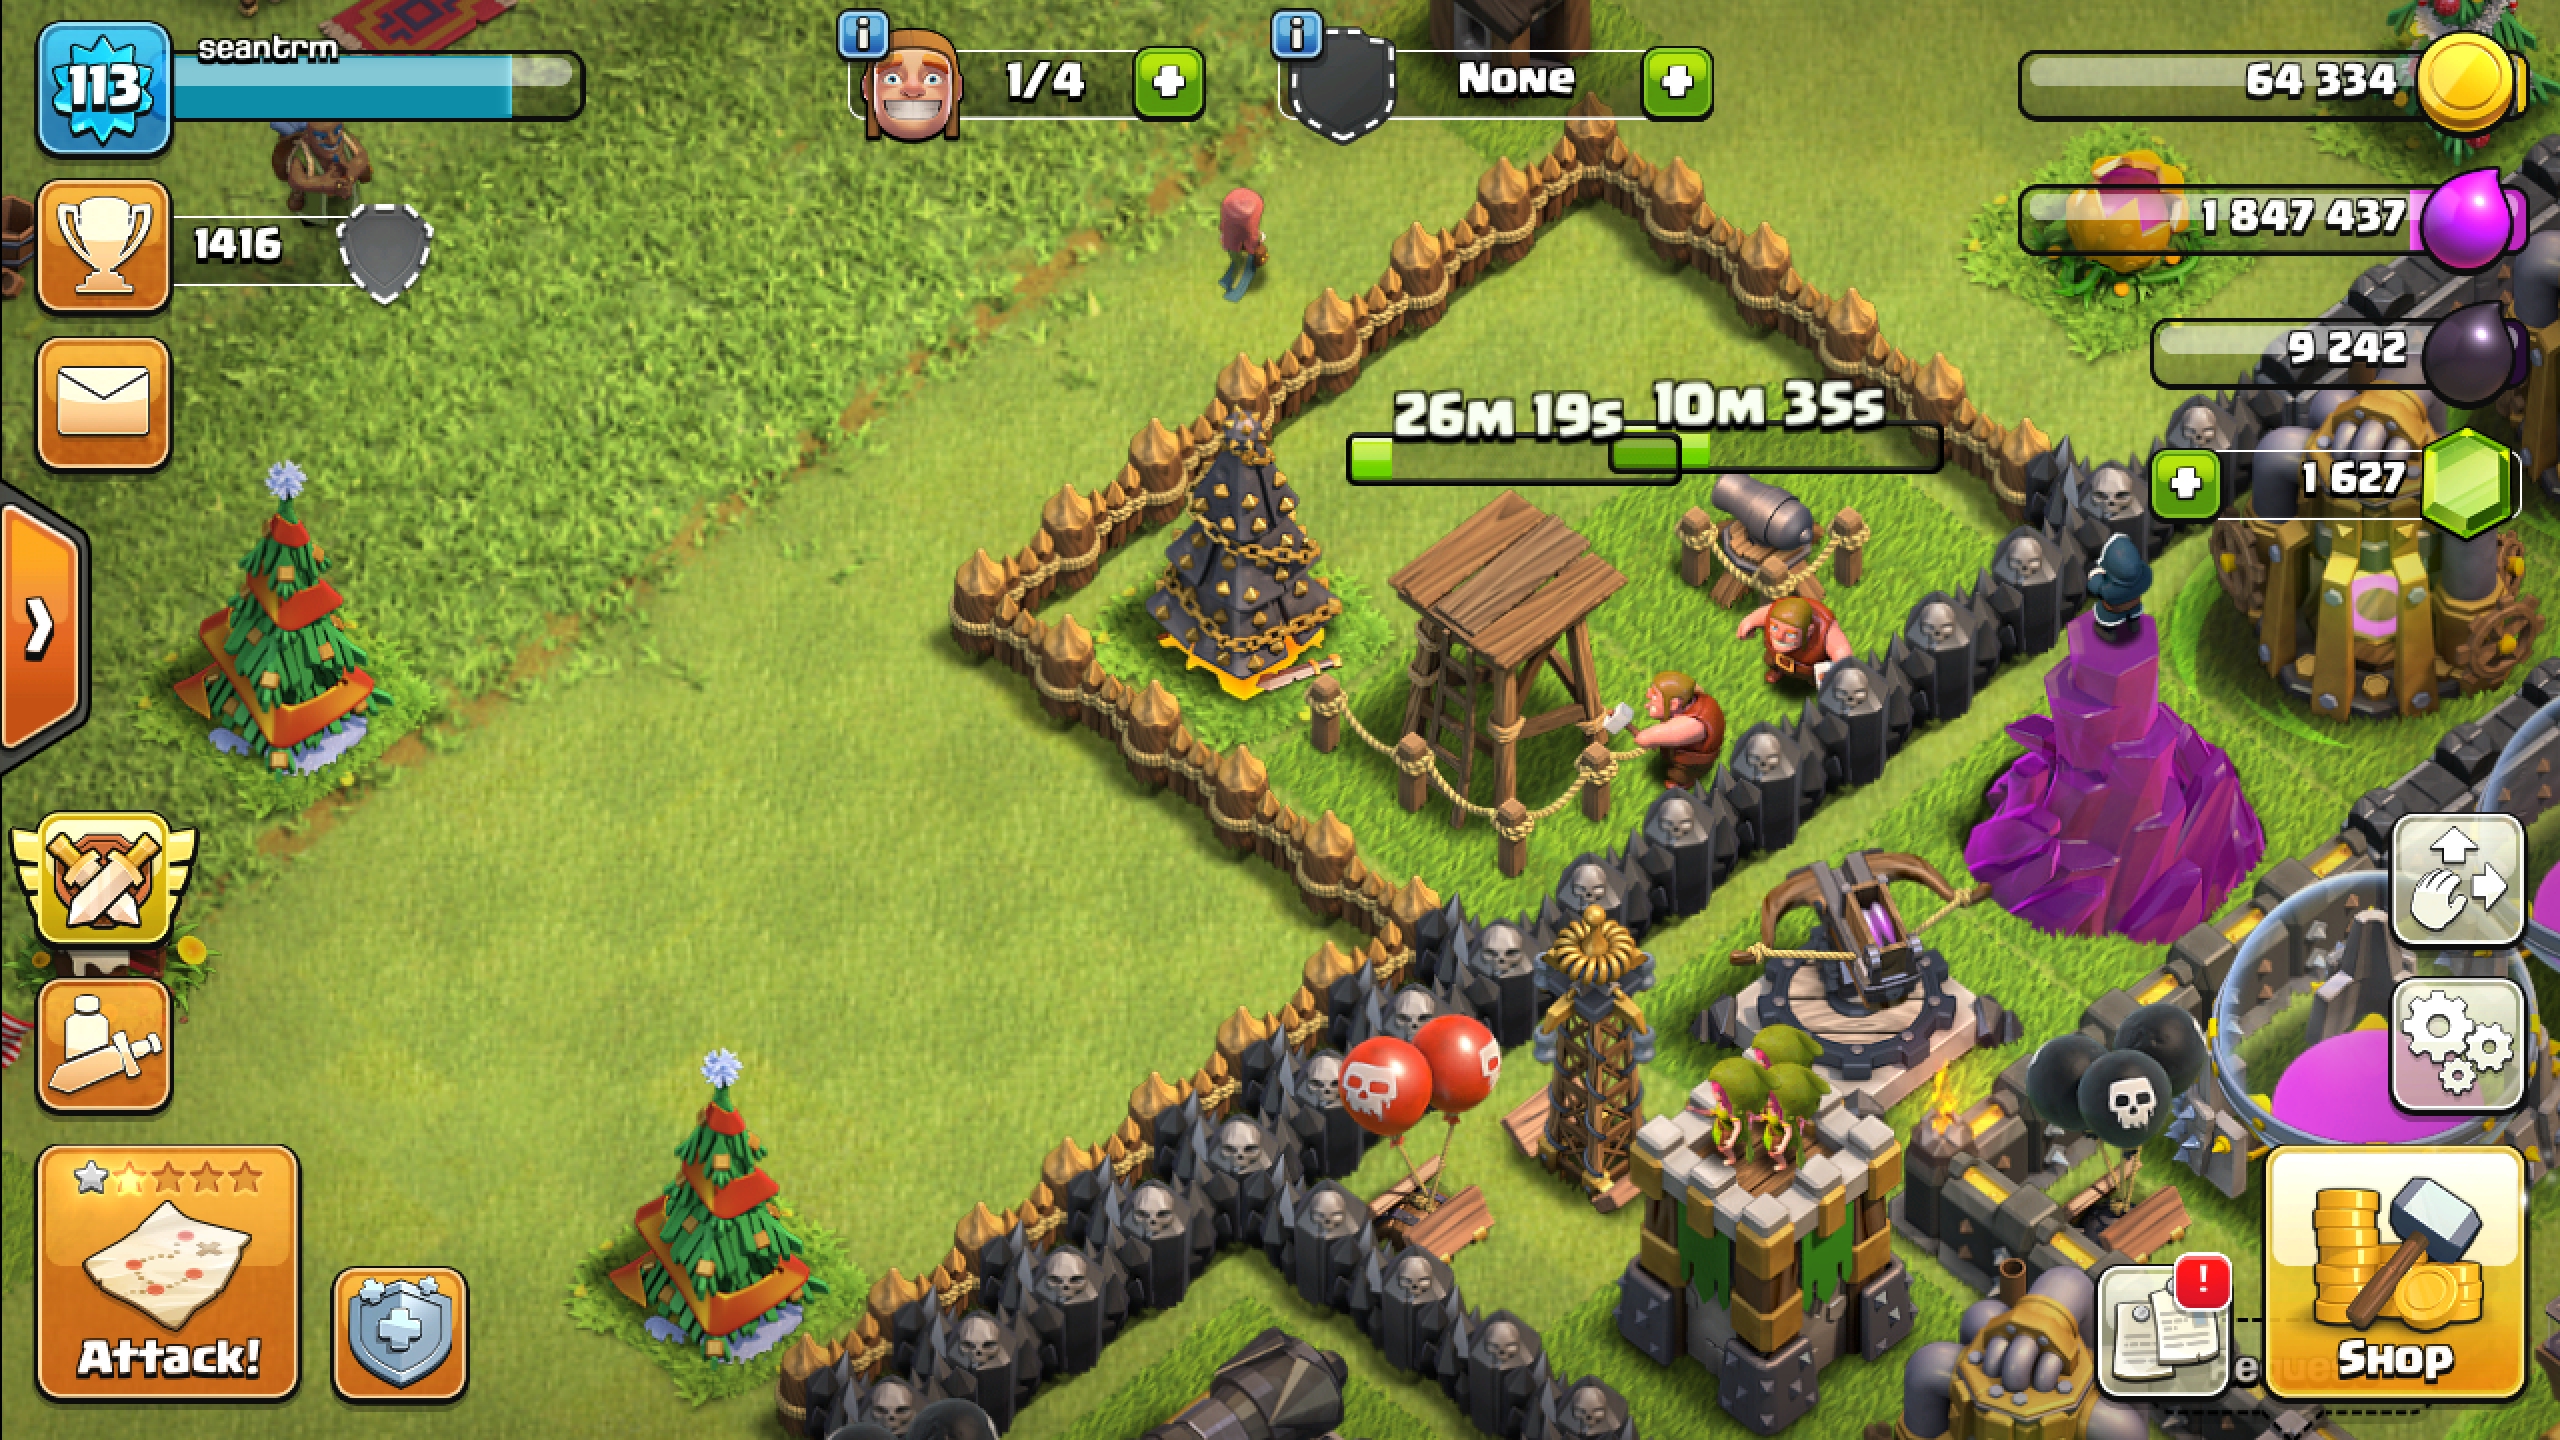 113
seantrm
i
1/4
i
None
64 334
1416
1 847 437
9 242
26m 19s
10m 35s
1 627
!
Attack!
Shop